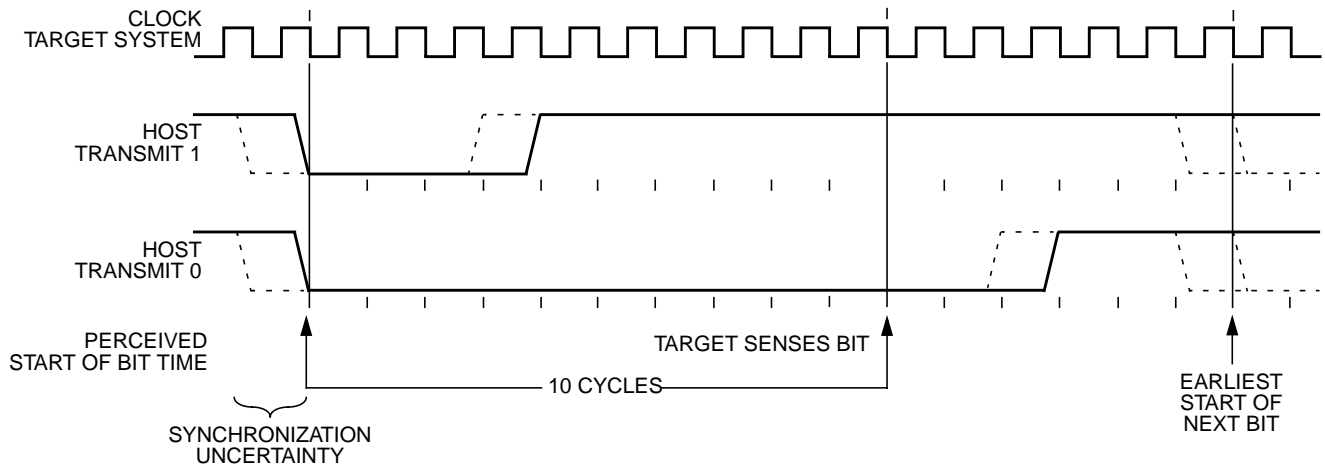 CLOCK
TARGET SYSTEM
HOST
TRANSMIT 1
HOST
TRANSMIT 0
PERCEIVED
START OF BIT TIME
TARGET SENSES BIT
10 CYCLES
EARLIEST
START OF
NEXT BIT
SYNCHRONIZATION
UNCERTAINTY